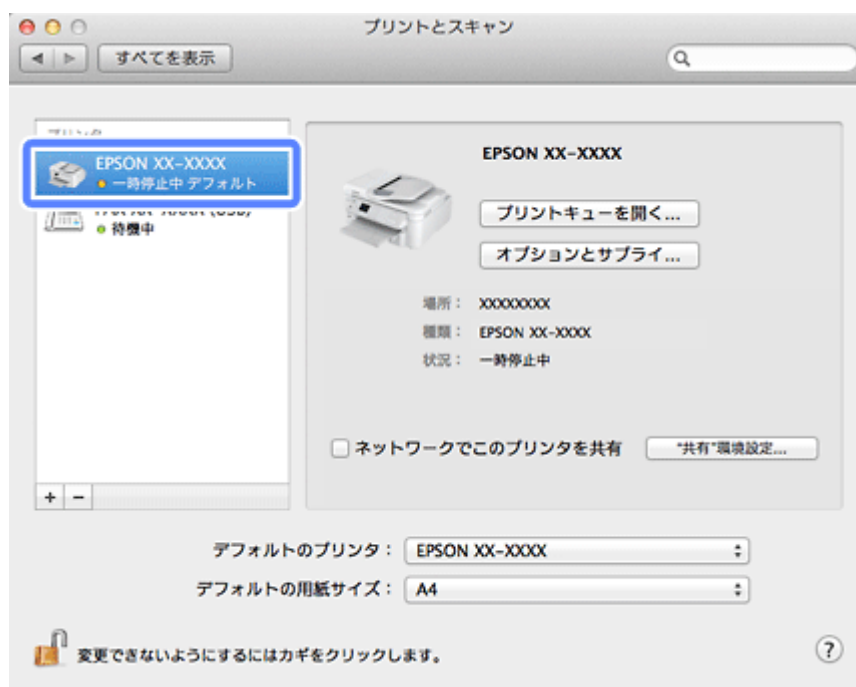 プリントとスキャン
すべてを表示
プリンタ
EPSON XX-XXXX
一時停止中 デフォルト
待機中
EPSON XX-XXXX
プリントキューを開く...
オプションとサプライ...
場所： XXXXXXXX
種類： EPSON XX-XXXX
状況： 一時停止中
ネットワークでこのプリンタを共有
"共有"環境設定...
+ −
デフォルトのプリンタ： EPSON XX-XXXX
デフォルトの用紙サイズ： A4
変更できないようにするにはカギをクリックします。
?